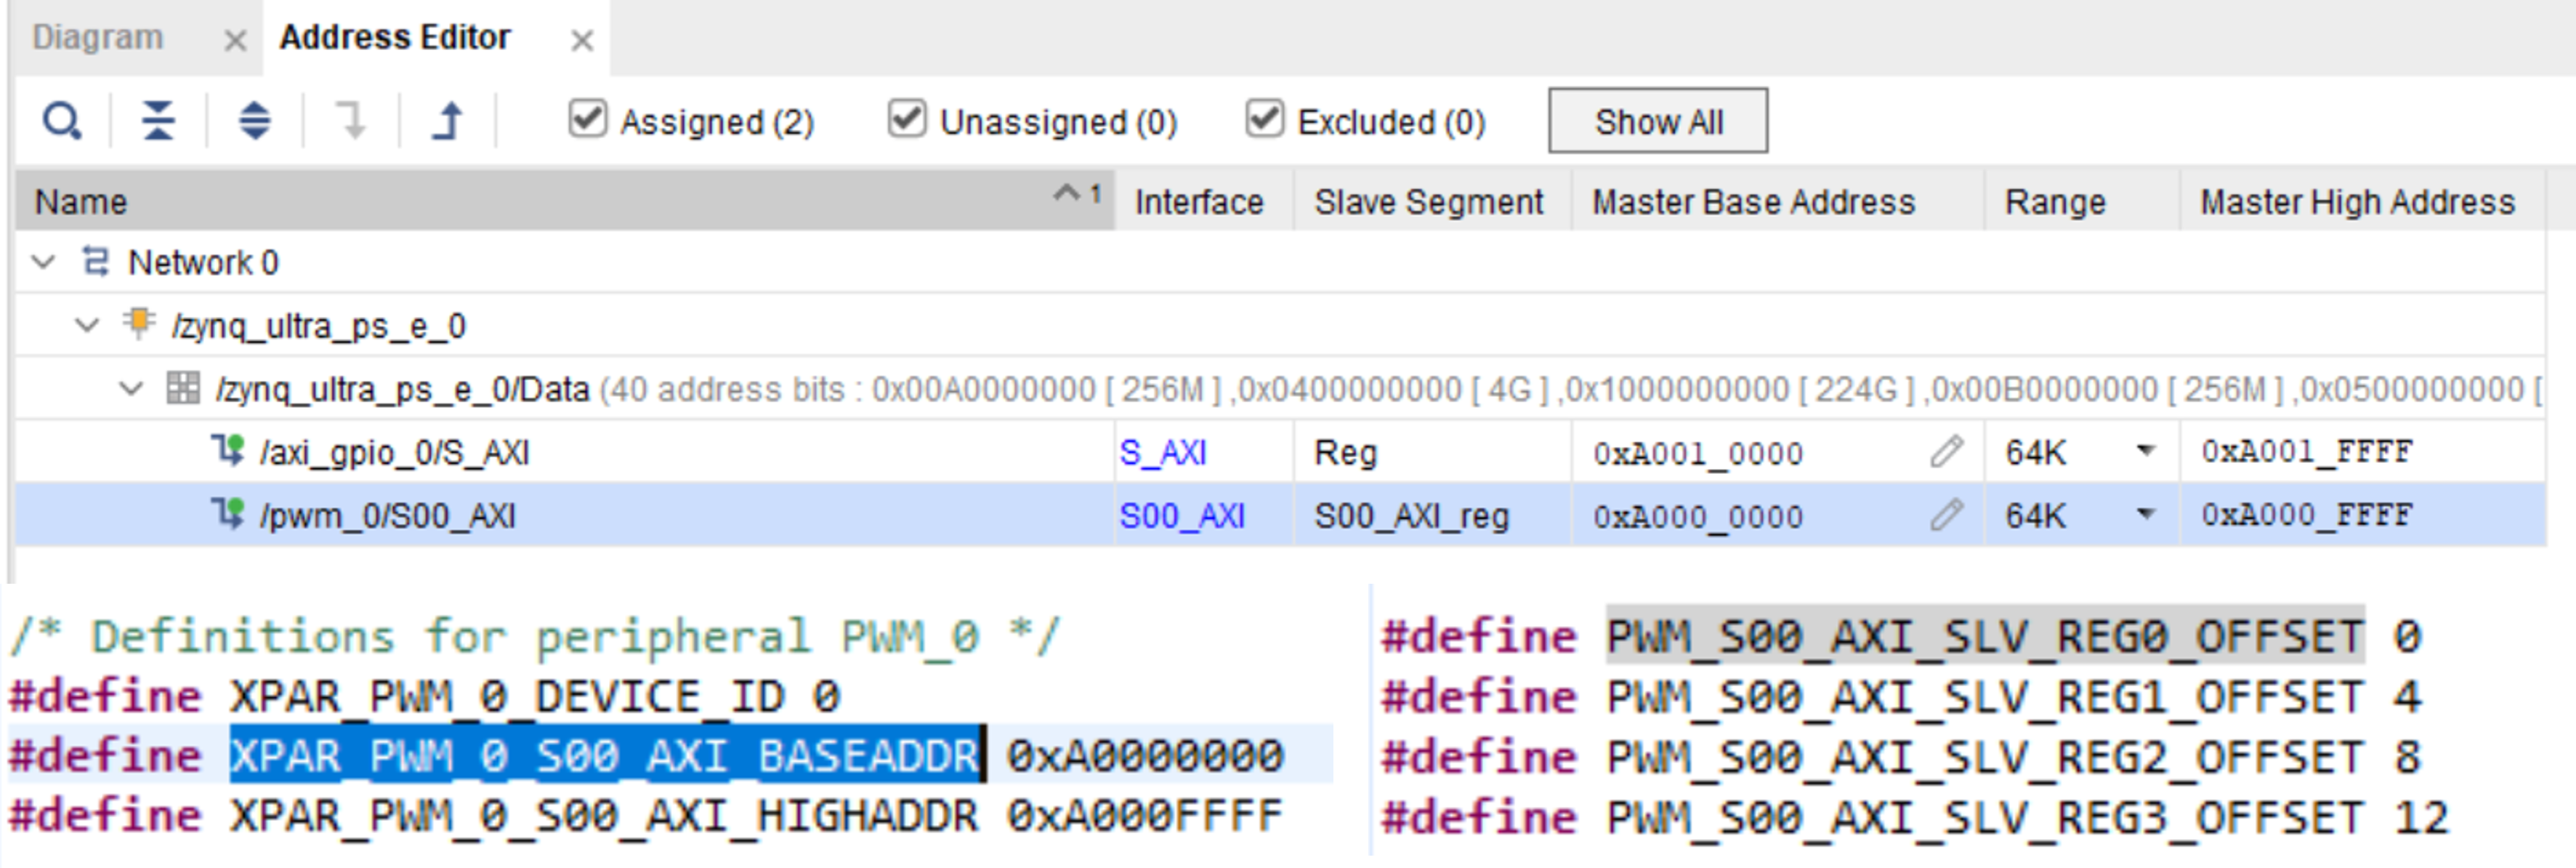 Diagram × Address Editor ×
Assigned (2) Unassigned (0) Excluded (0) Show All
Name 1 Interface Slave Segment Master Base Address Range Master High Address
Network 0
/zynq_ultra_ps_e_0
/zynq_ultra_ps_e_0/Data (40 address bits : 0x00A0000000 [ 256M ] ,0x0400000000 [ 4G ] ,0x1000000000 [ 224G ] ,0x00B0000000 [ 256M ] ,0x0500000000 [
/axi_gpio_0/S_AXI S_AXI Reg 0xA001_0000 64K 0xA001_FFFF
/pwm_0/S00_AXI S00_AXI S00_AXI_reg 0xA000_0000 64K 0xA000_FFFF
/* Definitions for peripheral PWM_0 */
#define XPAR_PWM_0_DEVICE_ID 0
#define XPAR_PWM_0_S00_AXI_BASEADDR 0xA0000000
#define XPAR_PWM_0_S00_AXI_HIGHADDR 0xA000FFFF
#define PWM_S00_AXI_SLV_REG0_OFFSET 0
#define PWM_S00_AXI_SLV_REG1_OFFSET 4
#define PWM_S00_AXI_SLV_REG2_OFFSET 8
#define PWM_S00_AXI_SLV_REG3_OFFSET 12